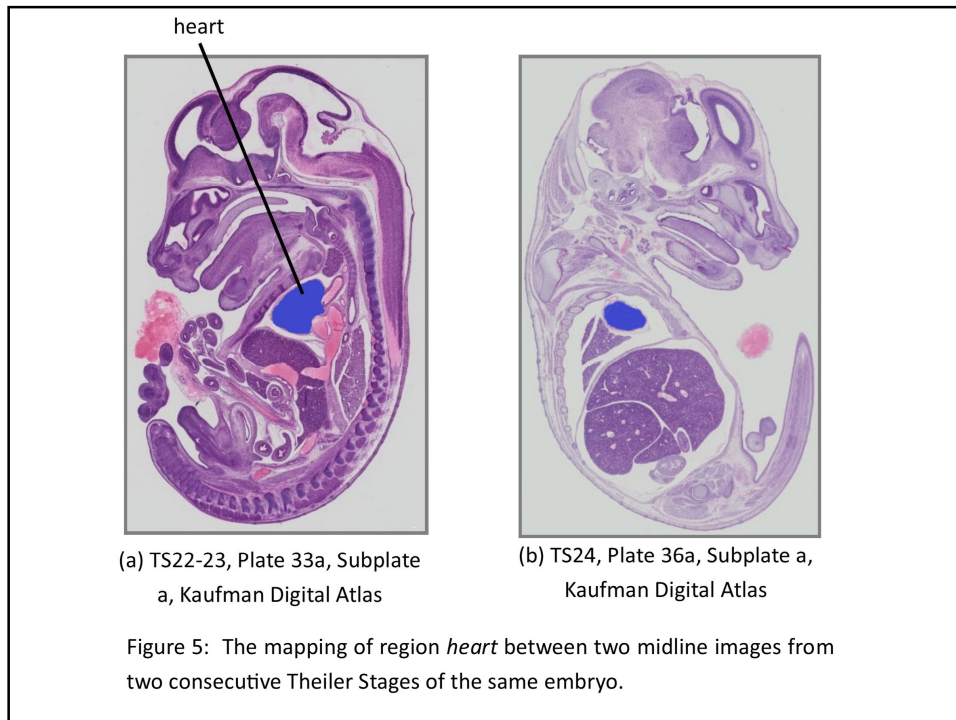 heart
(a) TS22-23, Plate 33a, Subplate
a, Kaufman Digital Atlas
(b) TS24, Plate 36a, Subplate a,
Kaufman Digital Atlas
Figure 5: The mapping of region heart between two midline images from
two consecutive Theiler Stages of the same embryo.